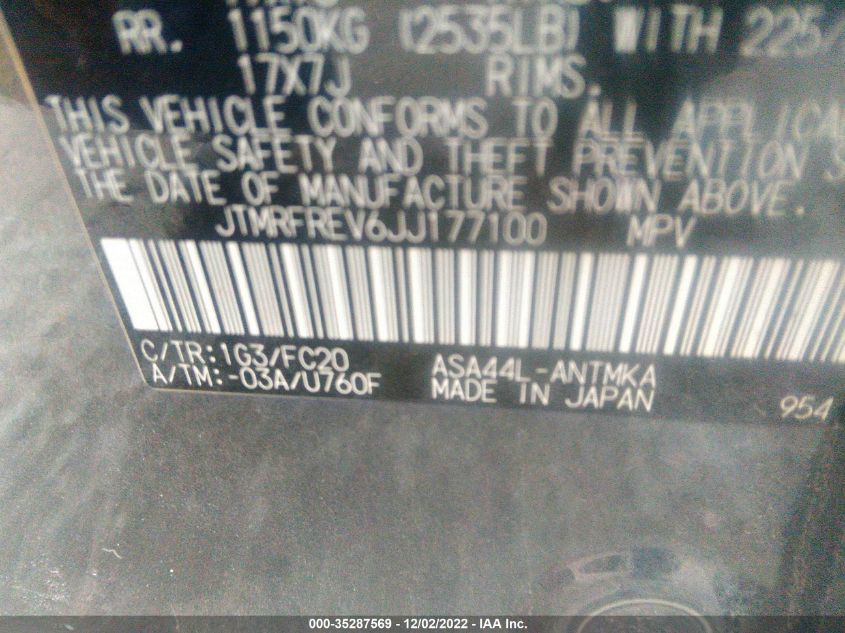 RR. 1150KG (2535LB) WITH 225/
17X7J RIMS.
THIS VEHICLE CONFORMS TO ALL APPLICA
VEHICLE SAFETY AND THEFT PREVENTION S
THE DATE OF MANUFACTURE SHOWN ABOVE.
JTMRFREV6JJ177100 MPV
C/TR:1G3/FC20 ASA44L-ANTMKA
A/TM:-03A/U760F MADE IN JAPAN 954
000-35287569 - 12/02/2022 - IAA Inc.